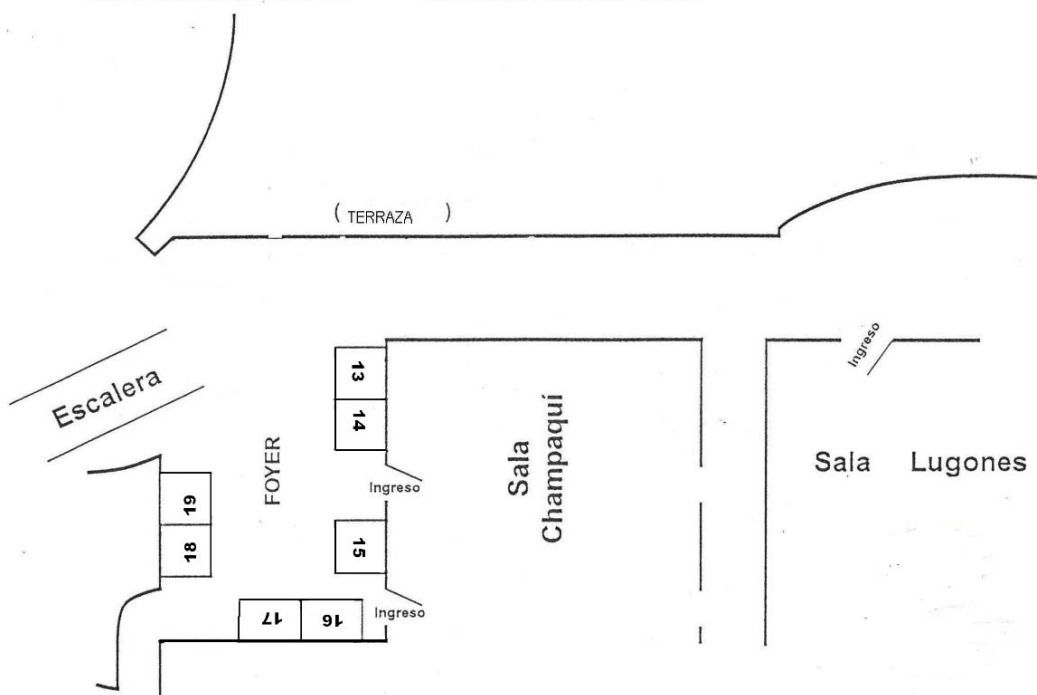 ( TERRAZA )
Ingreso
Escalera
13
14
FOYER
Sala
Champaquí
Sala Lugones
Ingreso
19
18
15
Ingreso
17
16